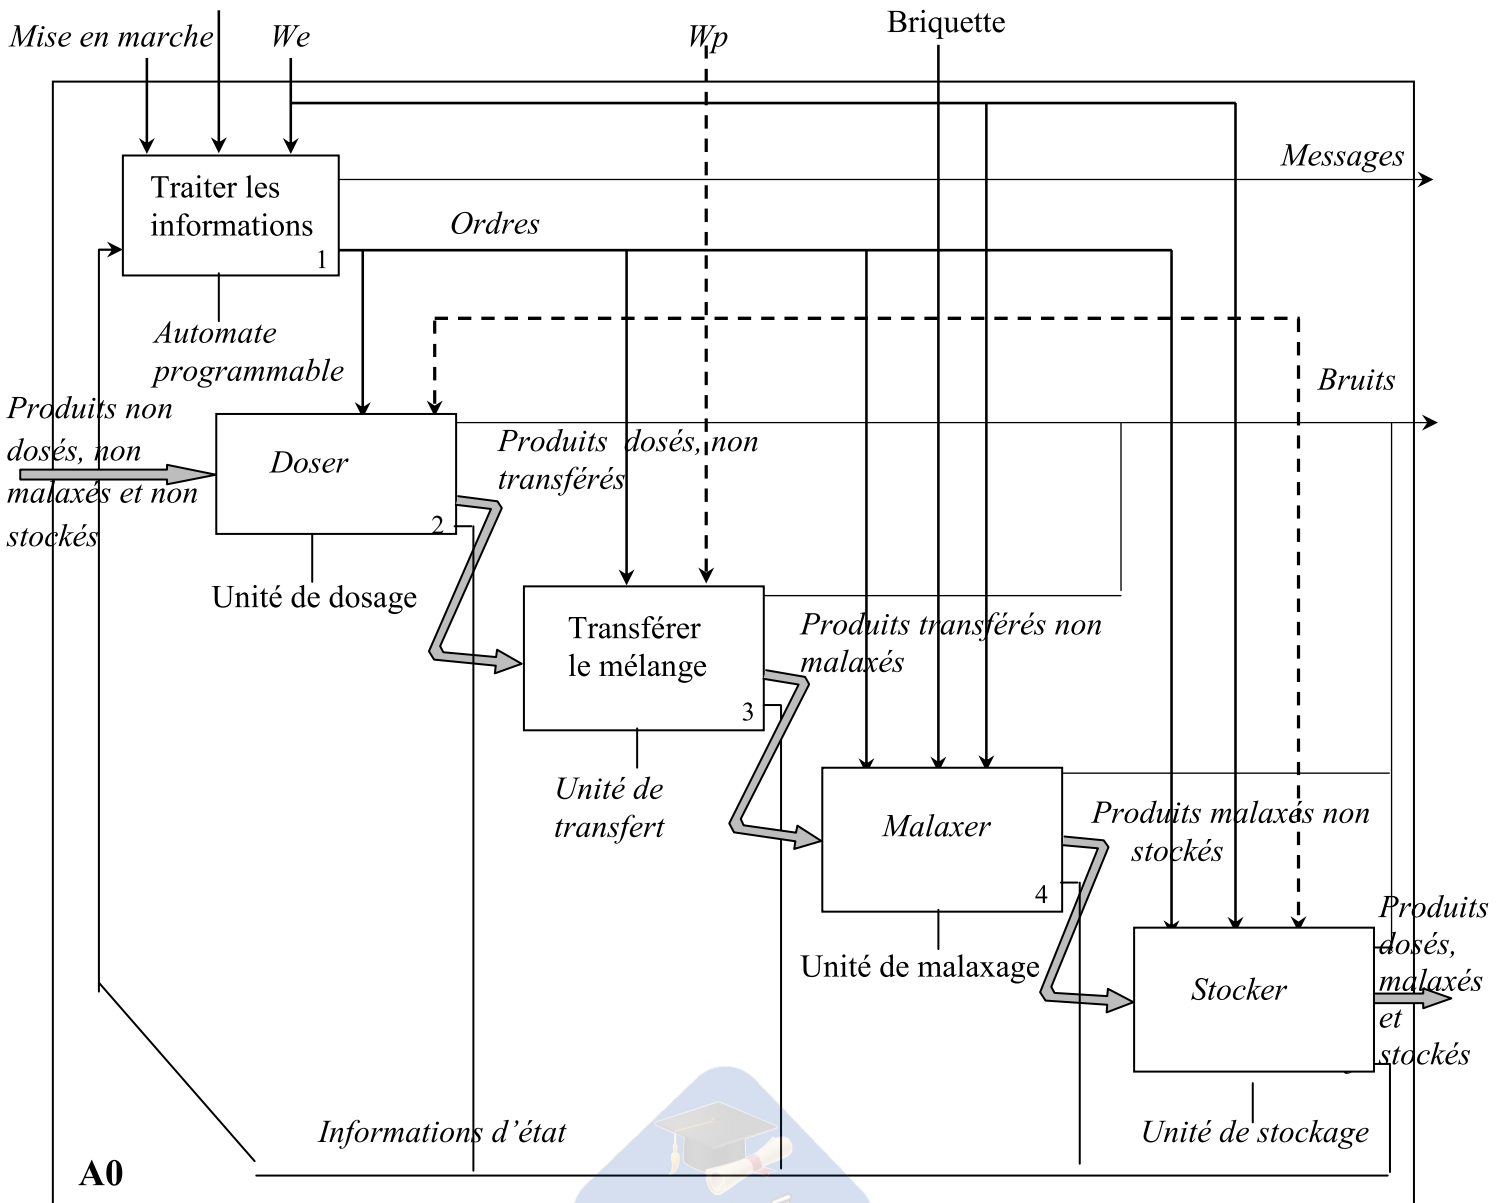 Mise en marche
We
Wp
Briquette
Messages
Traiter les
informations
1
Ordres
Automate
programmable
Bruits
Produits non
dosés, non
malaxés et non
stockés
Doser
2
Produits dosés, non
transférés
Unité de dosage
Transférer
le mélange
3
Produits transférés non
malaxés
Unité de
transfert
Malaxer
4
Produits malaxés non
stockés
Unité de malaxage
Produits
dosés,
malaxés
et
stockés
Stocker
Informations d’état
Unité de stockage
A0